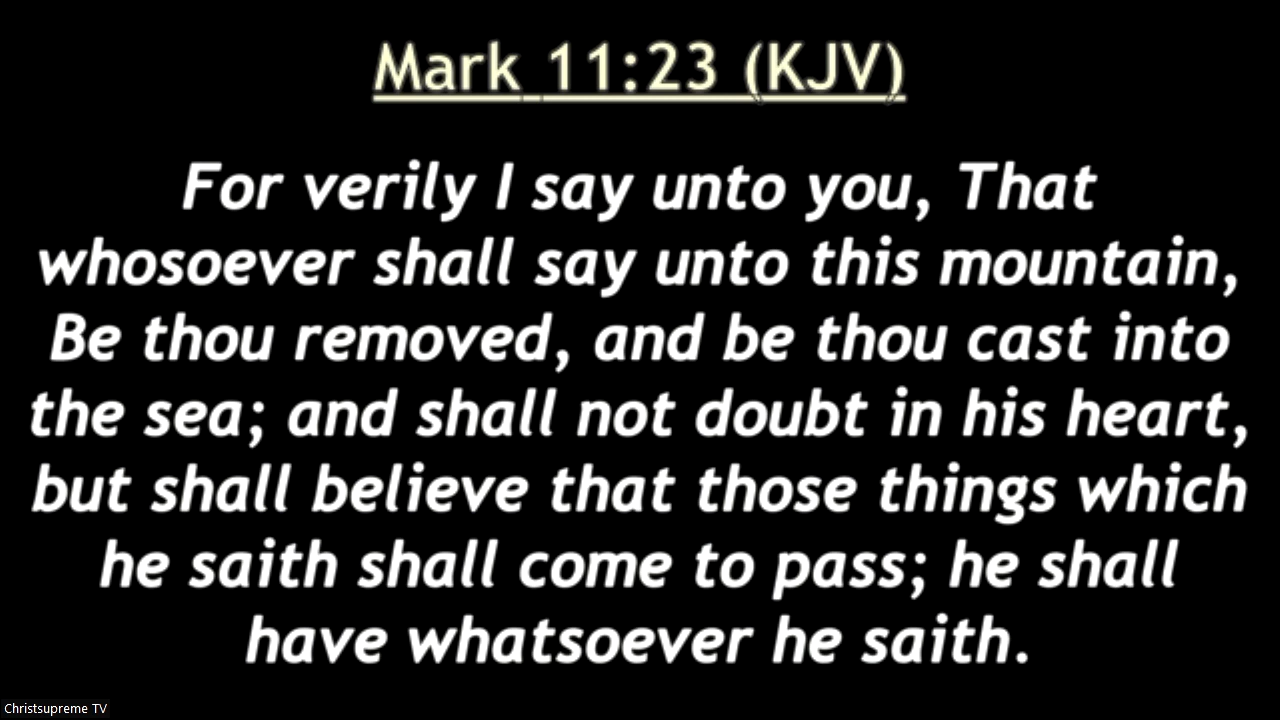 Mark 11:23 (KJV)
For verily I say unto you, That
whosoever shall say unto this mountain,
Be thou removed, and be thou cast into
the sea; and shall not doubt in his heart,
but shall believe that those things which
he saith shall come to pass; he shall
have whatsoever he saith.
Christsupreme TV